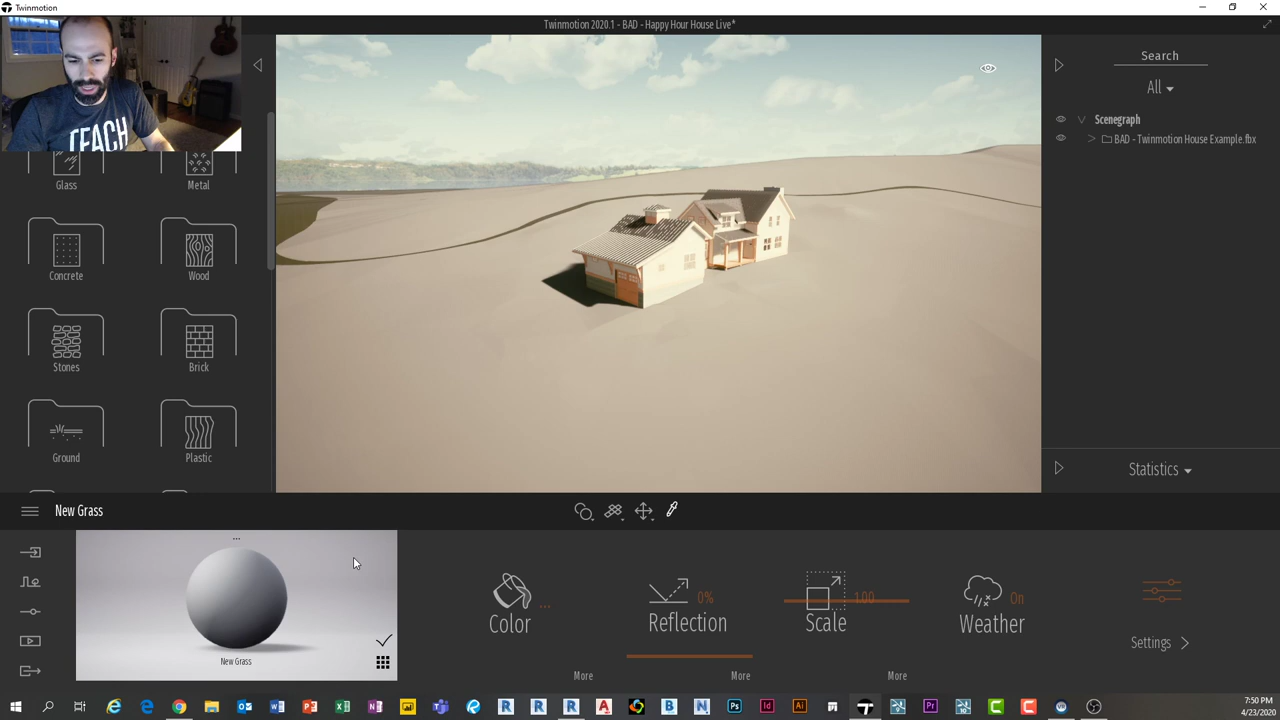 Twinmotion
Twinmotion 2020.1 - BAD - Happy Hour House Live*
TEACH
Glass
Metal
Concrete
Wood
Stones
Brick
Ground
Plastic
Search
All
Scenegraph
BAD - Twinmotion House Example.fbx
Statistics
New Grass
...
New Grass
Color
...
More
Reflection
0%
More
Scale
1.00
More
Weather
On
Settings
7:50 PM
4/23/2020